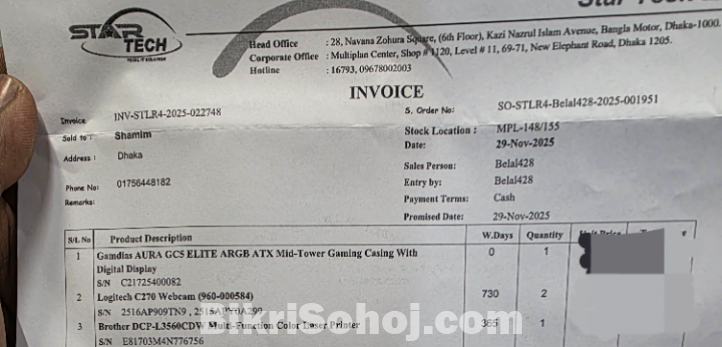 Star Tech
STAR
TECH
Head Office : 28, Navana Zohura Square, (6th Floor), Kazi Nazrul Islam Avenue, Bangla Motor, Dhaka-1000.
Corporate Office : Multiplan Center, Shop # 1120, Level # 11, 69-71, New Elephant Road, Dhaka 1205.
Hotline : 16793, 09678002003
INVOICE
Invoice INV-STLR4-2025-022748 S. Order No: SO-STLR4-Belal428-2025-001951
Sold to : Shamim Stock Location : MPL-148/155
Address : Dhaka Date: 29-Nov-2025
Sales Person: Belal428
Phone No: 01756448182 Entry by: Belal428
Remarks: Payment Terms: Cash
Promised Date: 29-Nov-2025
S/L No Product Description W.Days Quantity Unit Price
1 Gamdias AURA GCS ELITE ARGB ATX Mid-Tower Gaming Casing With 0 1
Digital Display
S/N C21725400082
2 Logitech C270 Webcam (960-000584) 730 2
S/N 2516AP909TN9 ,
3 Brother DCP-L3560CDW Multi-Function Color Laser Printer 365 1
S/N E81703M4N776756
BikriSohoj.com